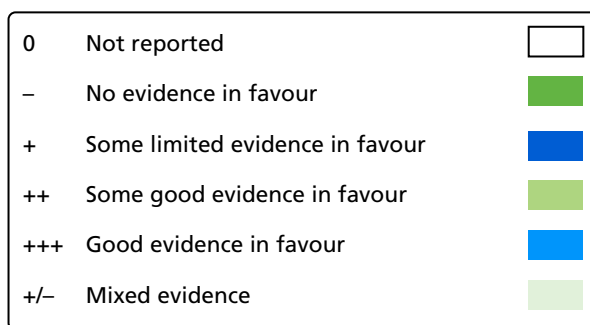 0 Not reported
– No evidence in favour
+ Some limited evidence in favour
++ Some good evidence in favour
+++ Good evidence in favour
+/– Mixed evidence